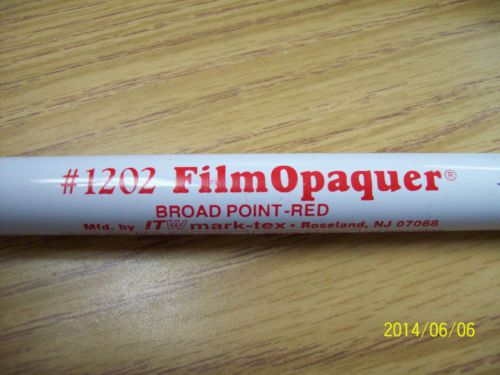 #1202 FilmOpaquer®
BROAD POINT-RED
Mfd. by ITW mark-tex • Roseland, NJ 07068
2014/06/06